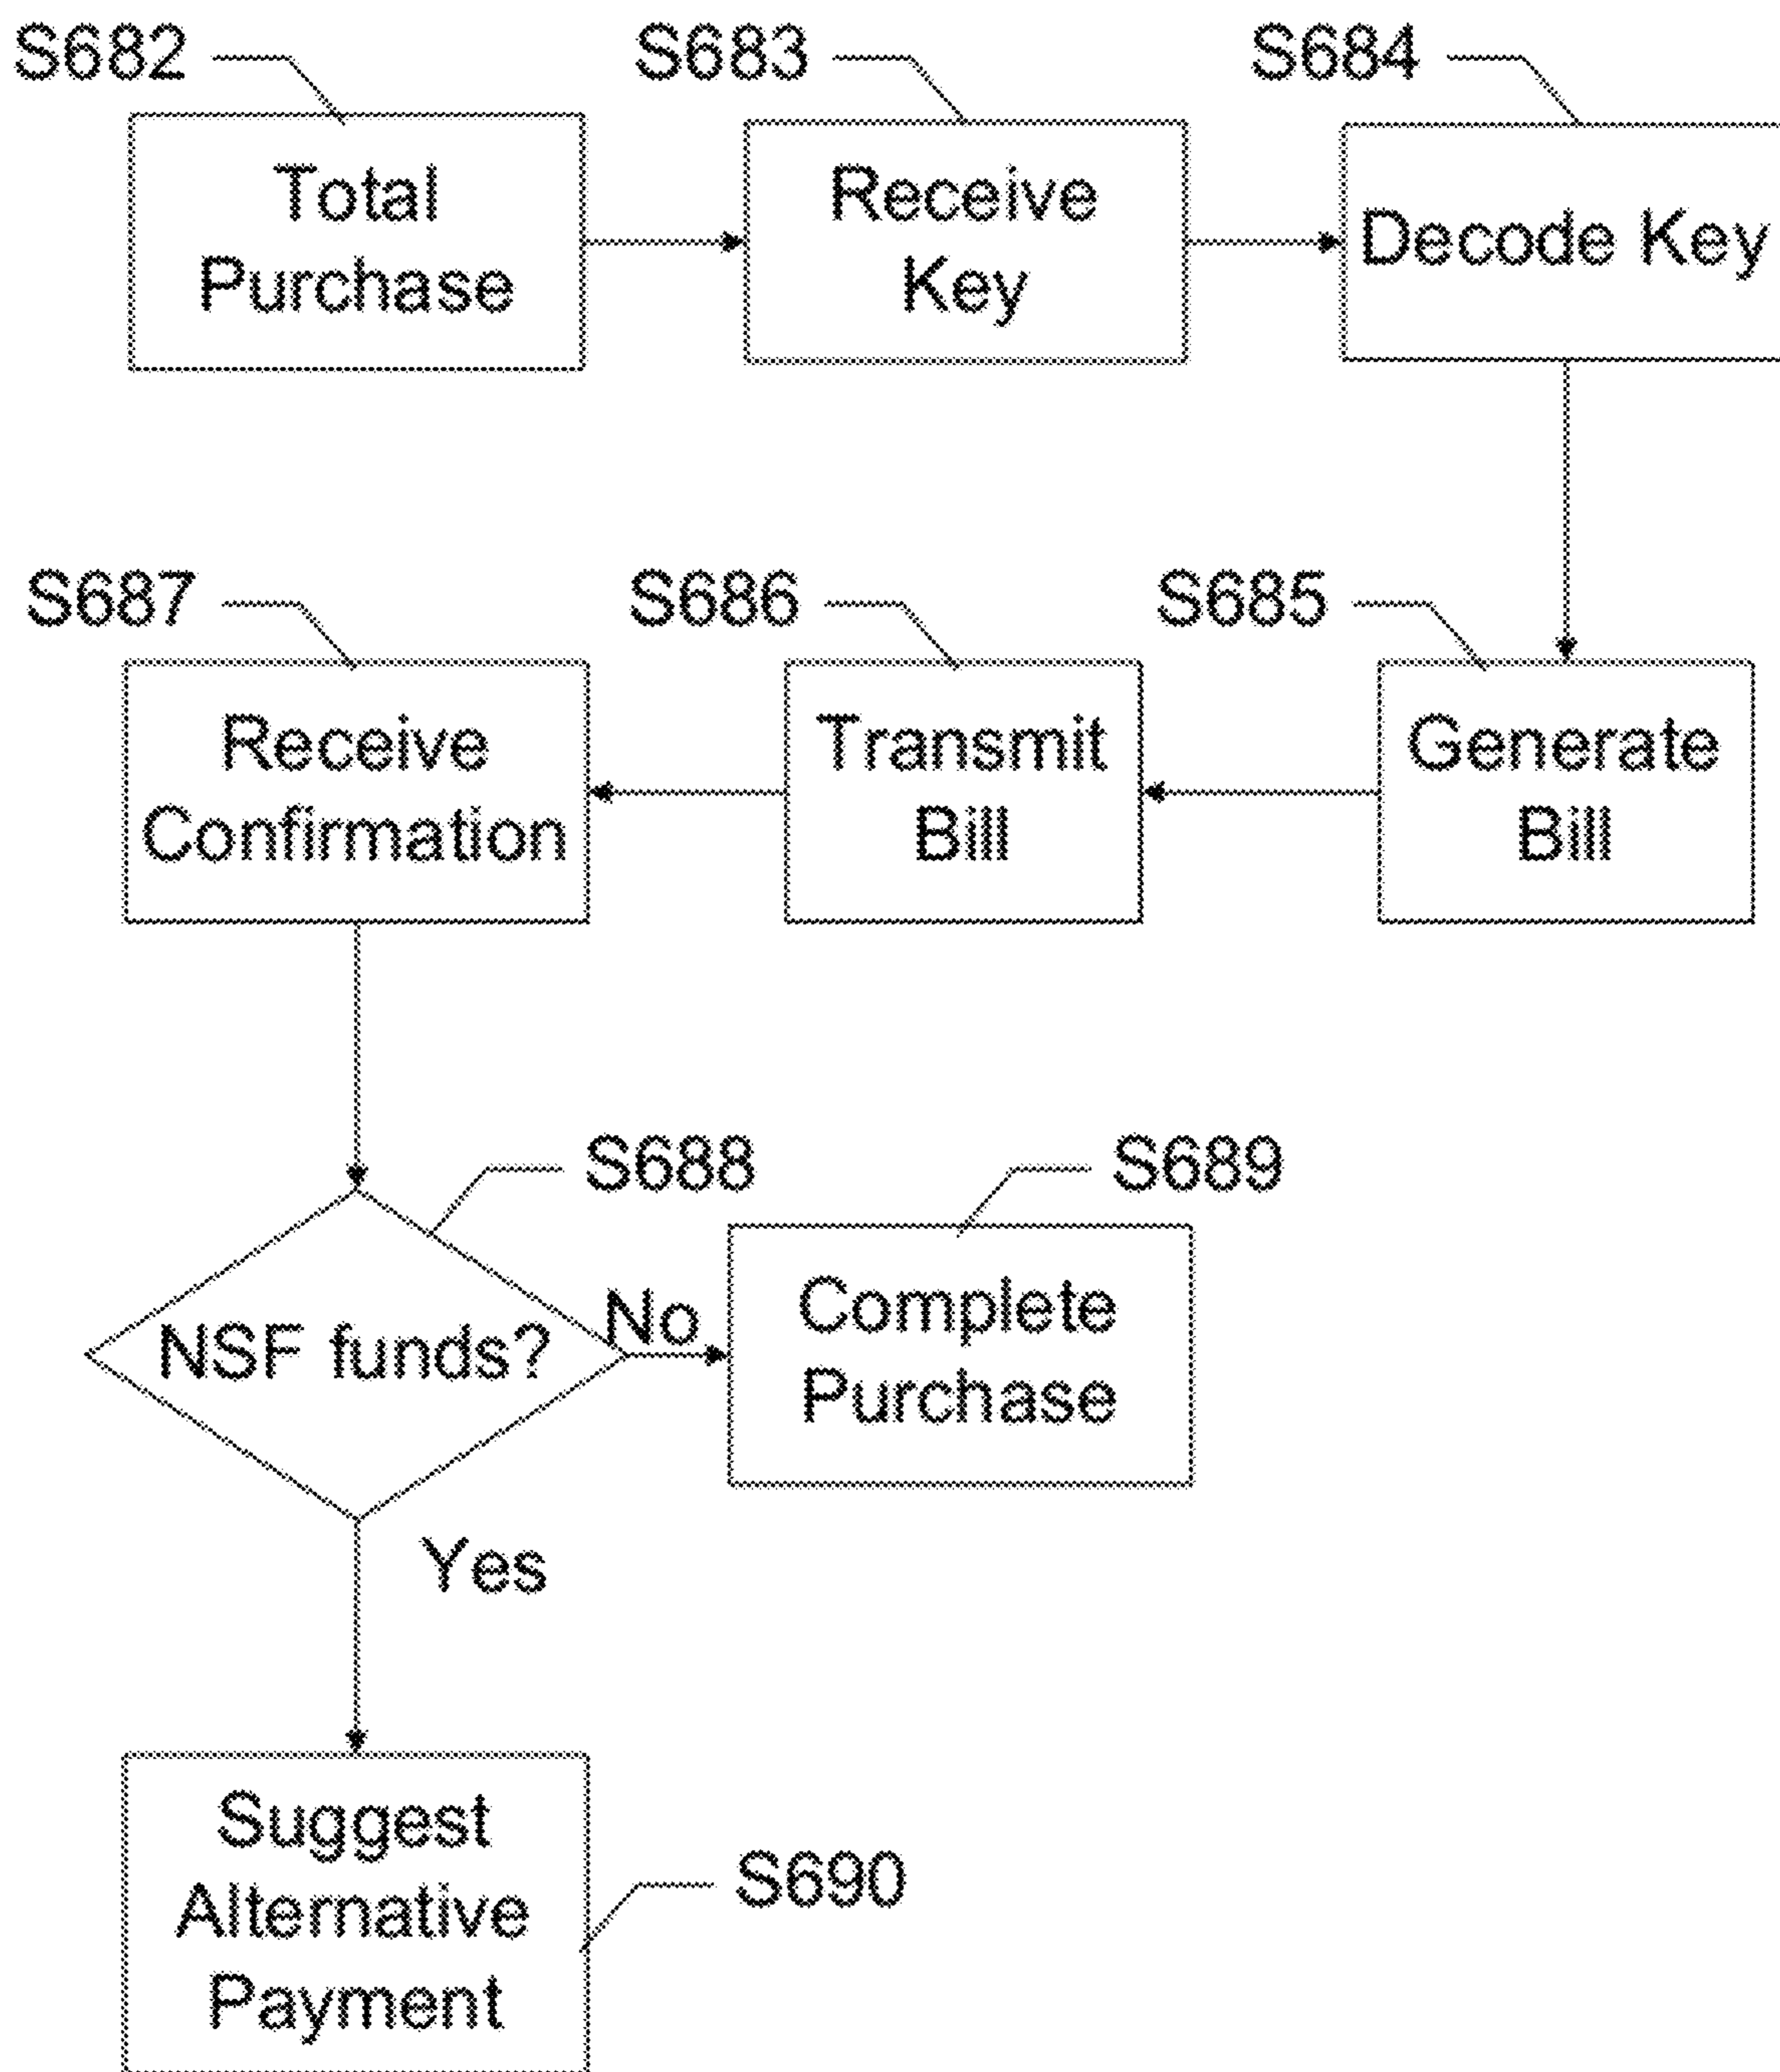 S682
S683
S684
Total
Purchase
Receive
Key
Decode Key
S687
S686
S685
Receive
Confirmation
Transmit
Bill
Generate
Bill
S688
S689
NSF funds?
No
Complete
Purchase
Yes
Suggest
Alternative
Payment
S690